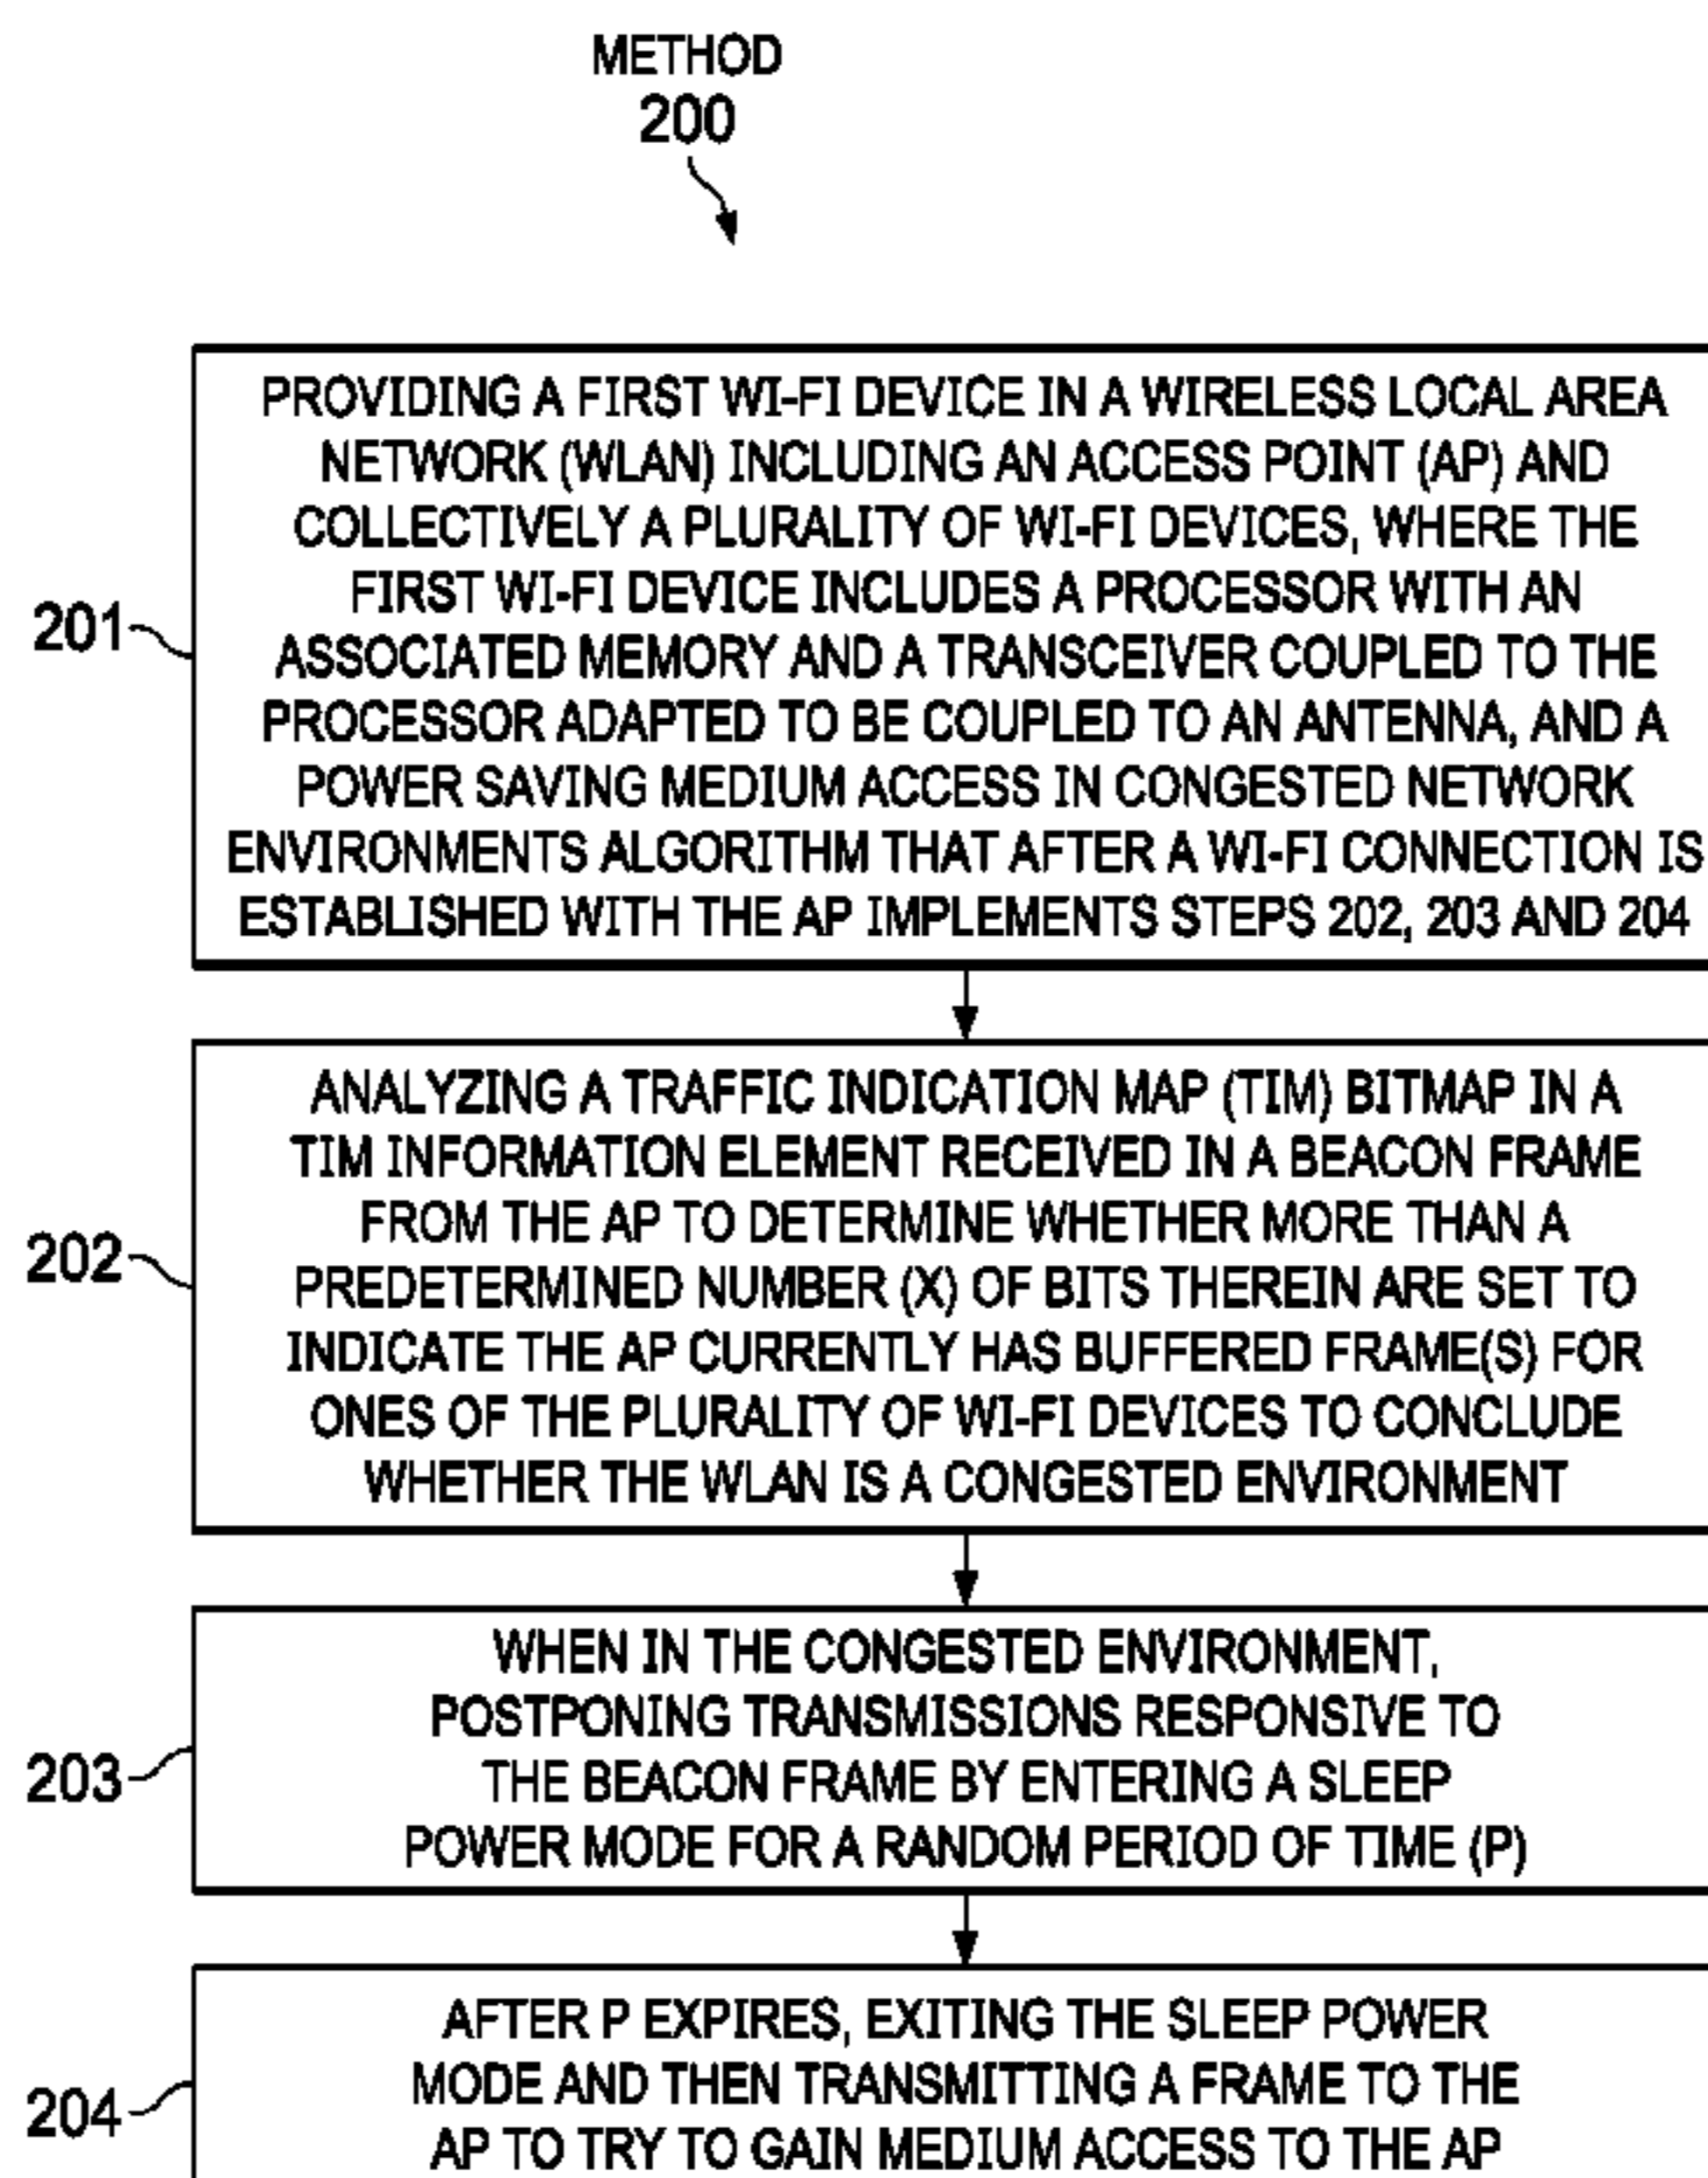 METHOD
200
201
PROVIDING A FIRST WI-FI DEVICE IN A WIRELESS LOCAL AREA
NETWORK (WLAN) INCLUDING AN ACCESS POINT (AP) AND
COLLECTIVELY A PLURALITY OF WI-FI DEVICES, WHERE THE
FIRST WI-FI DEVICE INCLUDES A PROCESSOR WITH AN
ASSOCIATED MEMORY AND A TRANSCEIVER COUPLED TO THE
PROCESSOR ADAPTED TO BE COUPLED TO AN ANTENNA, AND A
POWER SAVING MEDIUM ACCESS IN CONGESTED NETWORK
ENVIRONMENTS ALGORITHM THAT AFTER A WI-FI CONNECTION IS
ESTABLISHED WITH THE AP IMPLEMENTS STEPS 202, 203 AND 204
202
ANALYZING A TRAFFIC INDICATION MAP (TIM) BITMAP IN A
TIM INFORMATION ELEMENT RECEIVED IN A BEACON FRAME
FROM THE AP TO DETERMINE WHETHER MORE THAN A
PREDETERMINED NUMBER (X) OF BITS THEREIN ARE SET TO
INDICATE THE AP CURRENTLY HAS BUFFERED FRAME(S) FOR
ONES OF THE PLURALITY OF WI-FI DEVICES TO CONCLUDE
WHETHER THE WLAN IS A CONGESTED ENVIRONMENT
203
WHEN IN THE CONGESTED ENVIRONMENT,
POSTPONING TRANSMISSIONS RESPONSIVE TO
THE BEACON FRAME BY ENTERING A SLEEP
POWER MODE FOR A RANDOM PERIOD OF TIME (P)
204
AFTER P EXPIRES, EXITING THE SLEEP POWER
MODE AND THEN TRANSMITTING A FRAME TO THE
AP TO TRY TO GAIN MEDIUM ACCESS TO THE AP